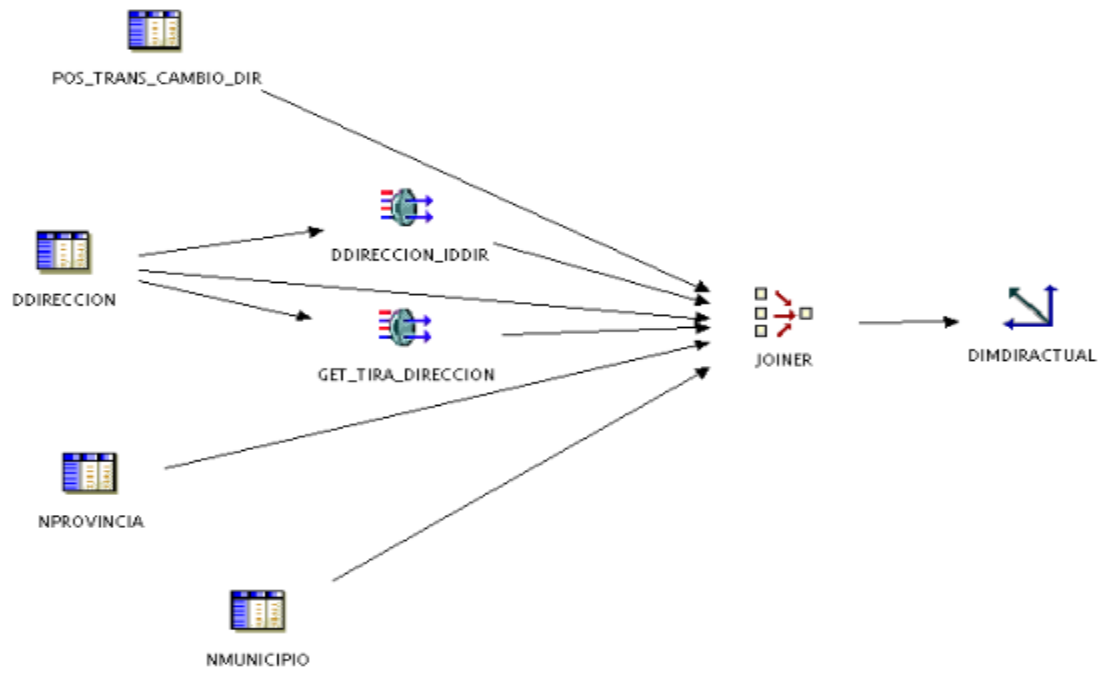 POS_TRANS_CAMBIO_DIR
DDIRECCION_IDDIR
DDIRECCION
GET_TIRA_DIRECCION
JOINER
DIMDIRACTUAL
NPROVINCIA
NMUNICIPIO